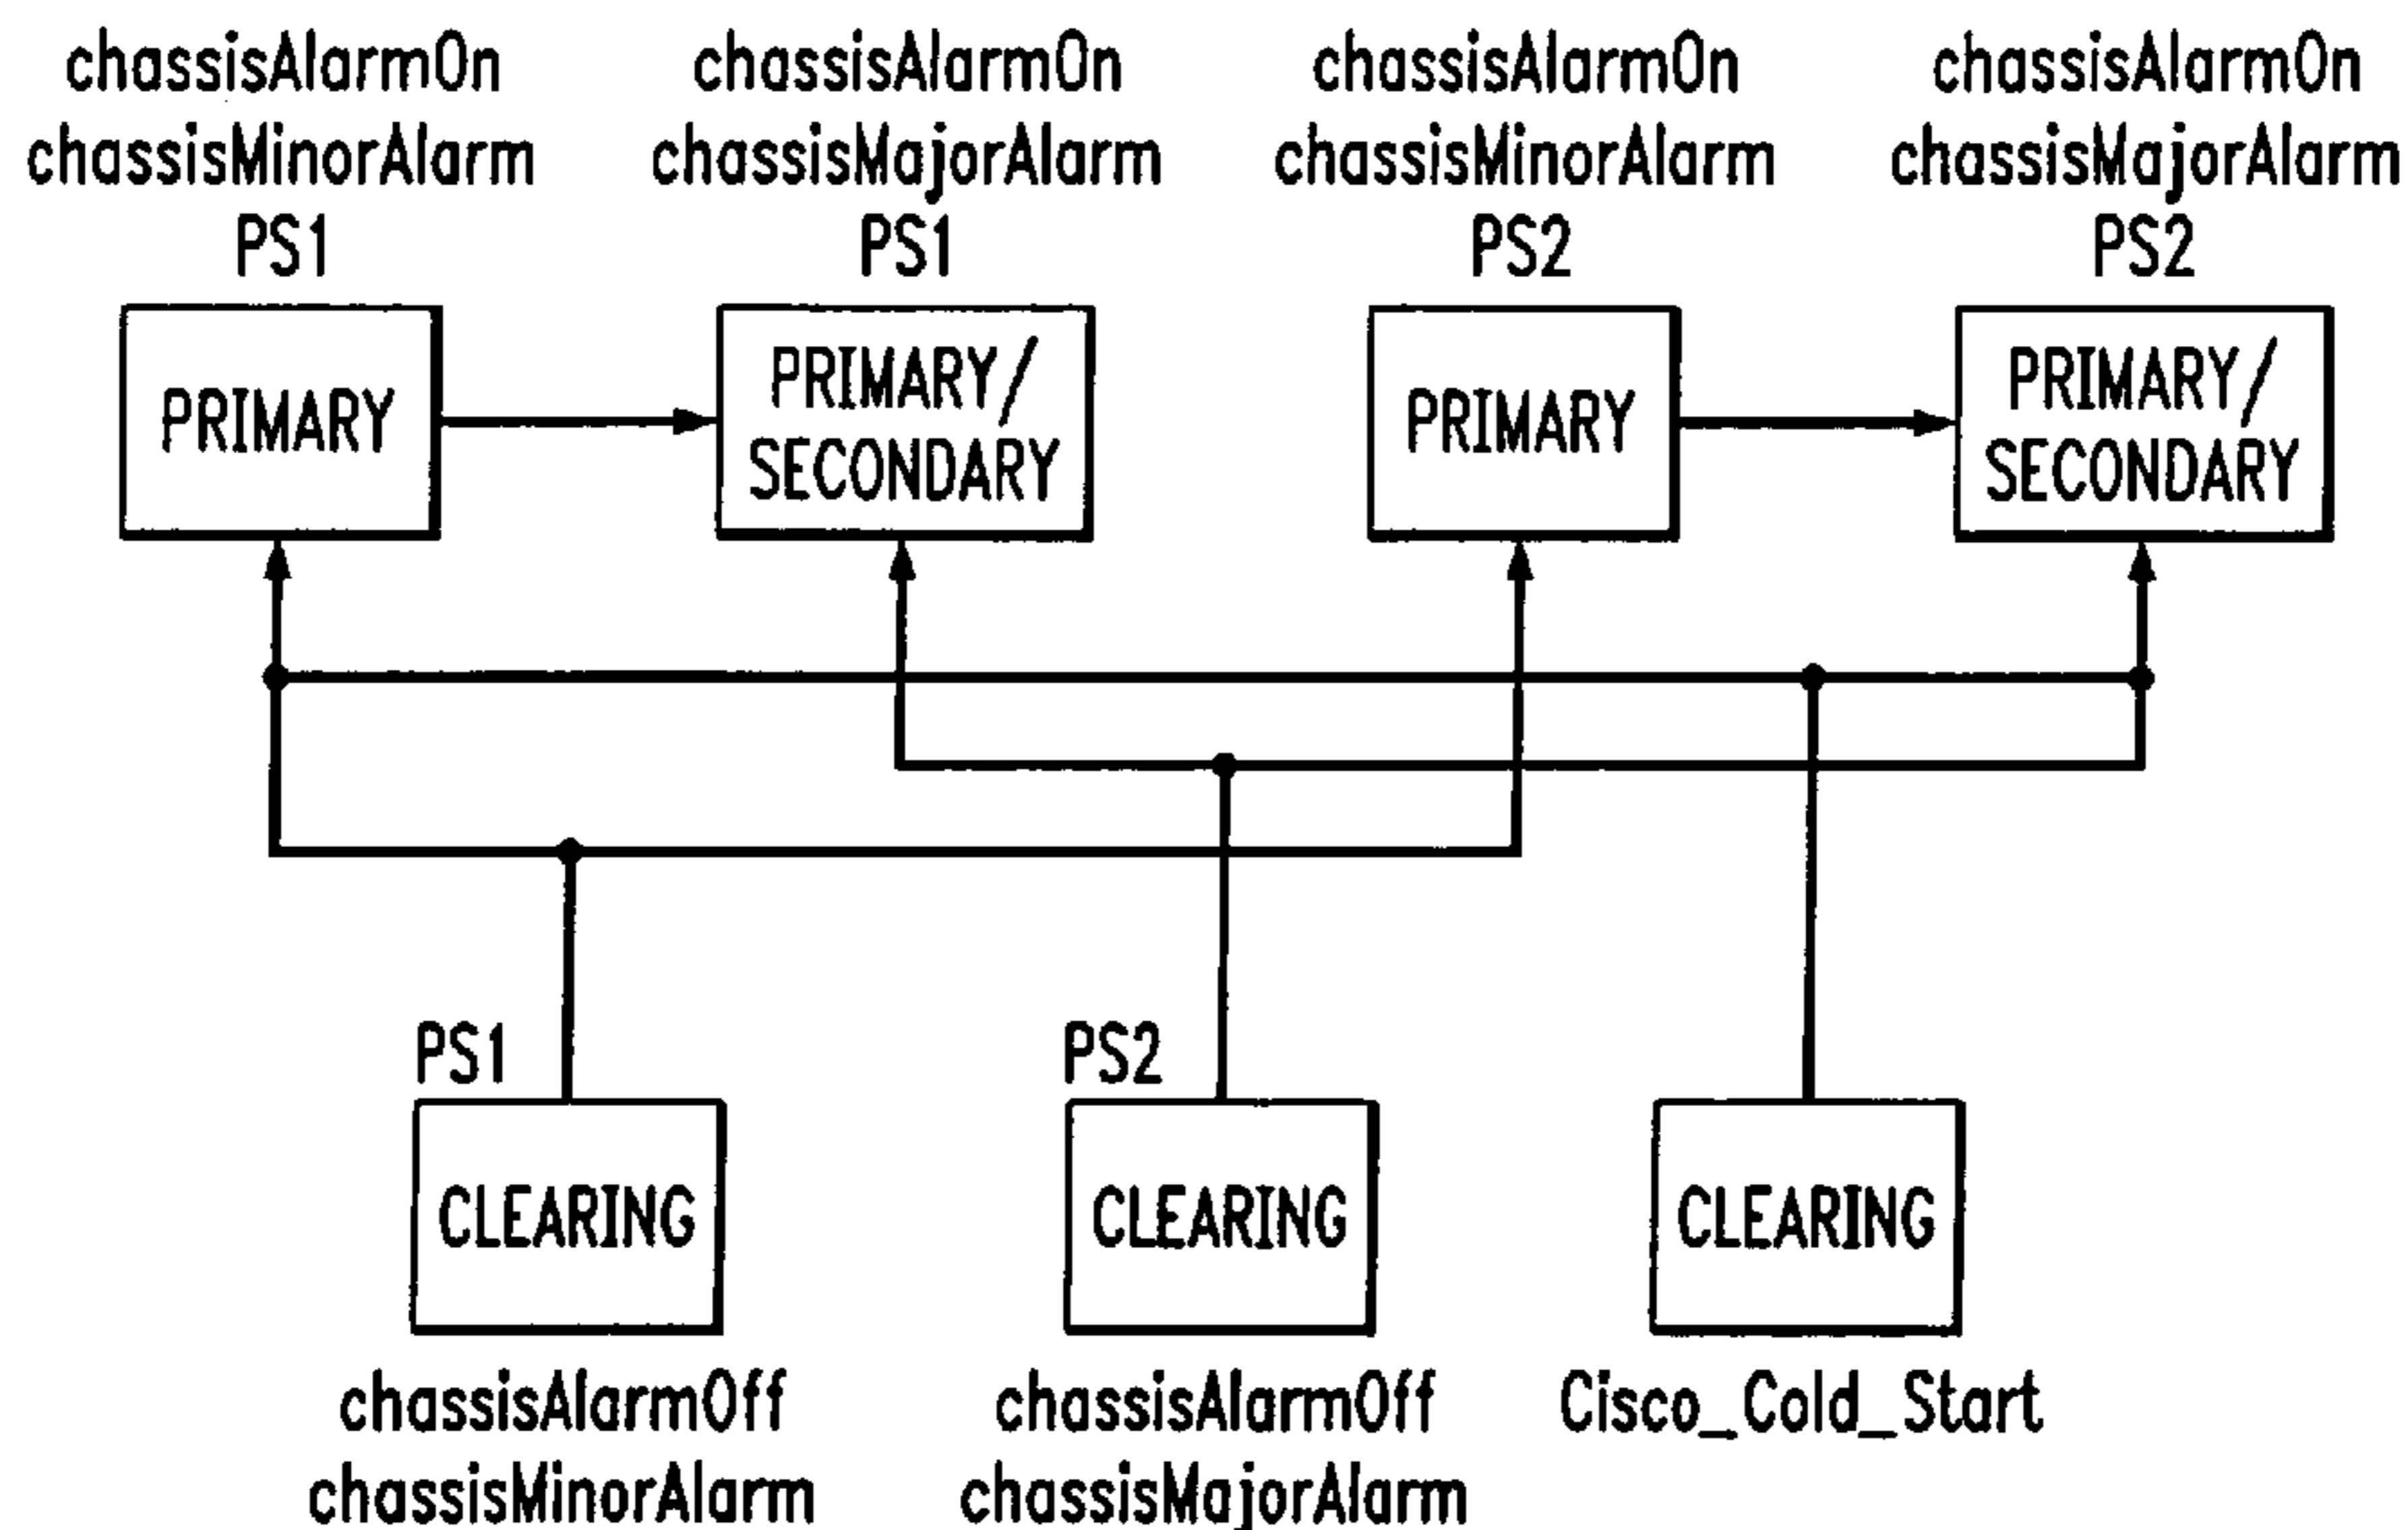 chassisAlarmOn
chassisMinorAlarm
PS1
chassisAlarmOn
chassisMajorAlarm
PS1
chassisAlarmOn
chassisMinorAlarm
PS2
chassisAlarmOn
chassisMajorAlarm
PS2
PRIMARY
PRIMARY/
SECONDARY
PRIMARY
PRIMARY/
SECONDARY
PS1
CLEARING
chassisAlarmOff
chassisMinorAlarm
PS2
CLEARING
chassisAlarmOff
chassisMajorAlarm
CLEARING
Cisco_Cold_Start